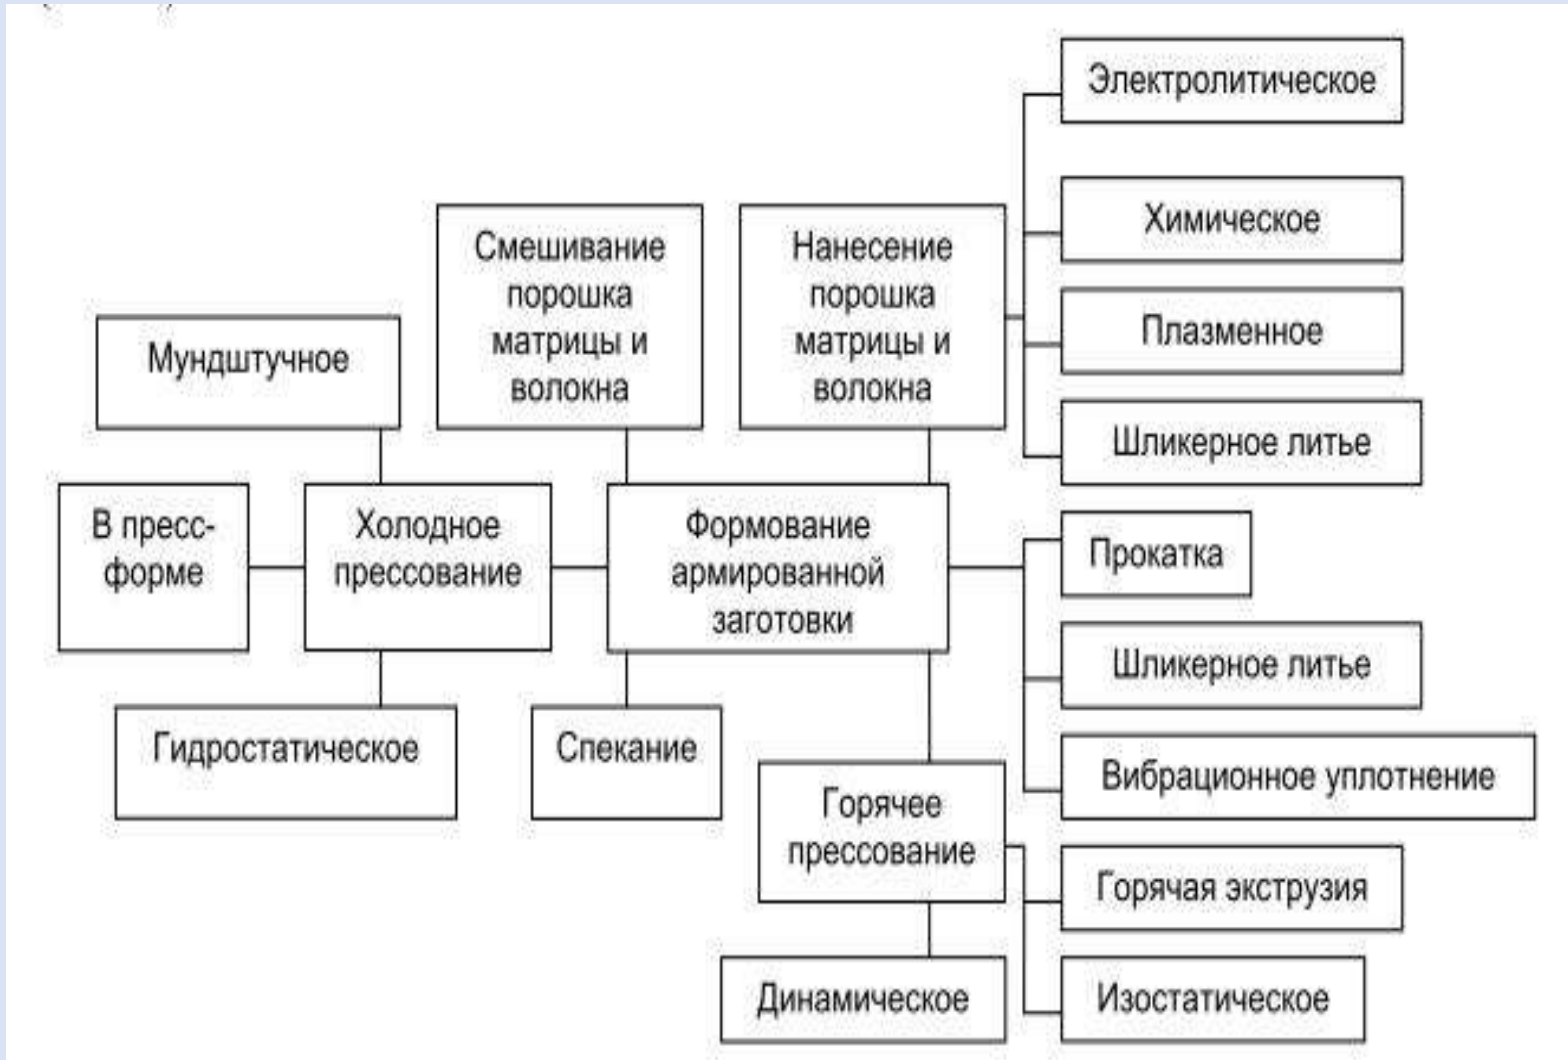 Электролитическое
Химическое
Смешивание
порошка
матрицы и
волокна
Нанесение
порошка
матрицы и
волокна
Плазменное
Мундштучное
Шликерное литье
В пресс-
форме
Холодное
прессование
Формование
армированной
заготовки
Прокатка
Шликерное литье
Гидростатическое
Спекание
Вибрационное уплотнение
Горячее
прессование
Горячая экструзия
Динамическое
Изостатическое